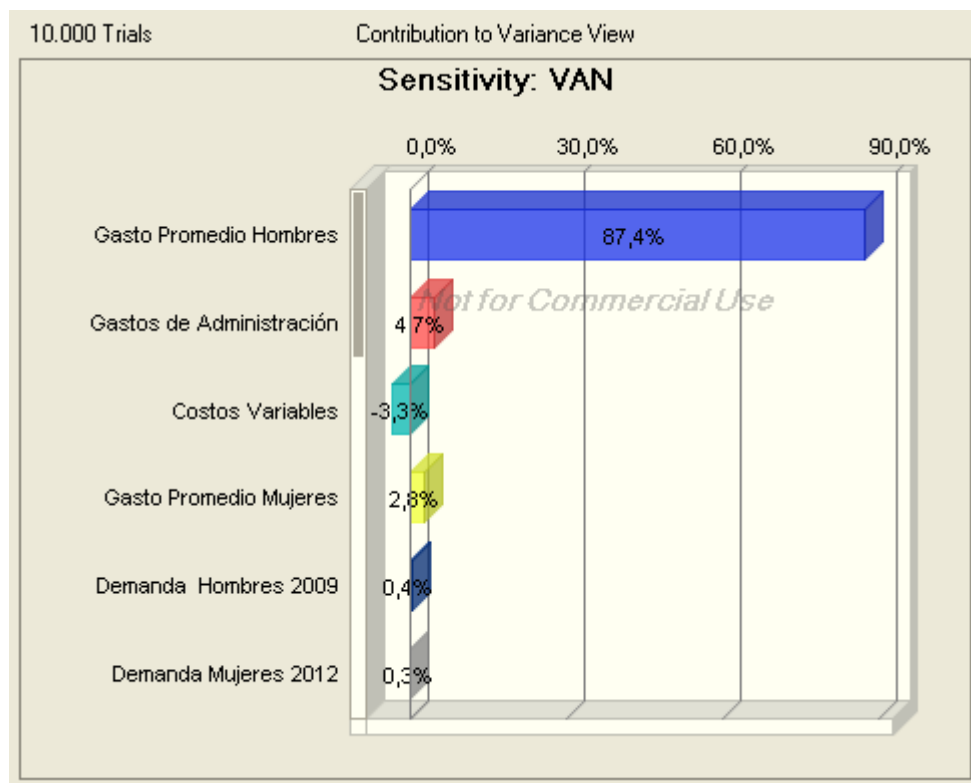 10.000 Trials Contribution to Variance View
Sensitivity: VAN
0,0% 30,0% 60,0% 90,0%
Gasto Promedio Hombres 87,4%
Not for Commercial Use
Gastos de Administración 4,7%
Costos Variables -3,3%
Gasto Promedio Mujeres 2,8%
Demanda Hombres 2009 0,4%
Demanda Mujeres 2012 0,3%